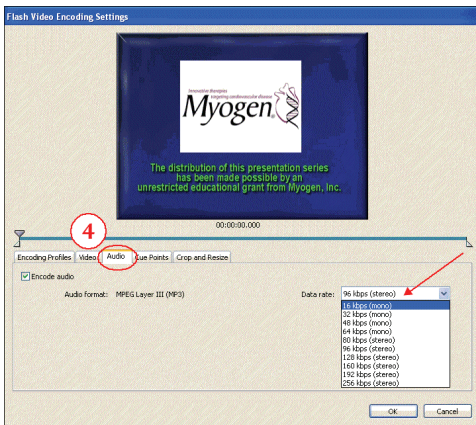 Flash Video Encoding Settings
Innovative therapies
targeting cardiovascular disease
Myogen®
The distribution of this presentation series
has been made possible by an
unrestricted educational grant from Myogen, Inc.
00:00:00.000
4
Encoding Profiles Video Audio Cue Points Crop and Resize
Encode audio
Audio format: MPEG Layer III (MP3) Data rate: 96 kbps (stereo)
16 kbps (mono)
32 kbps (mono)
48 kbps (mono)
64 kbps (mono)
80 kbps (stereo)
96 kbps (stereo)
128 kbps (stereo)
160 kbps (stereo)
192 kbps (stereo)
256 kbps (stereo)
OK Cancel